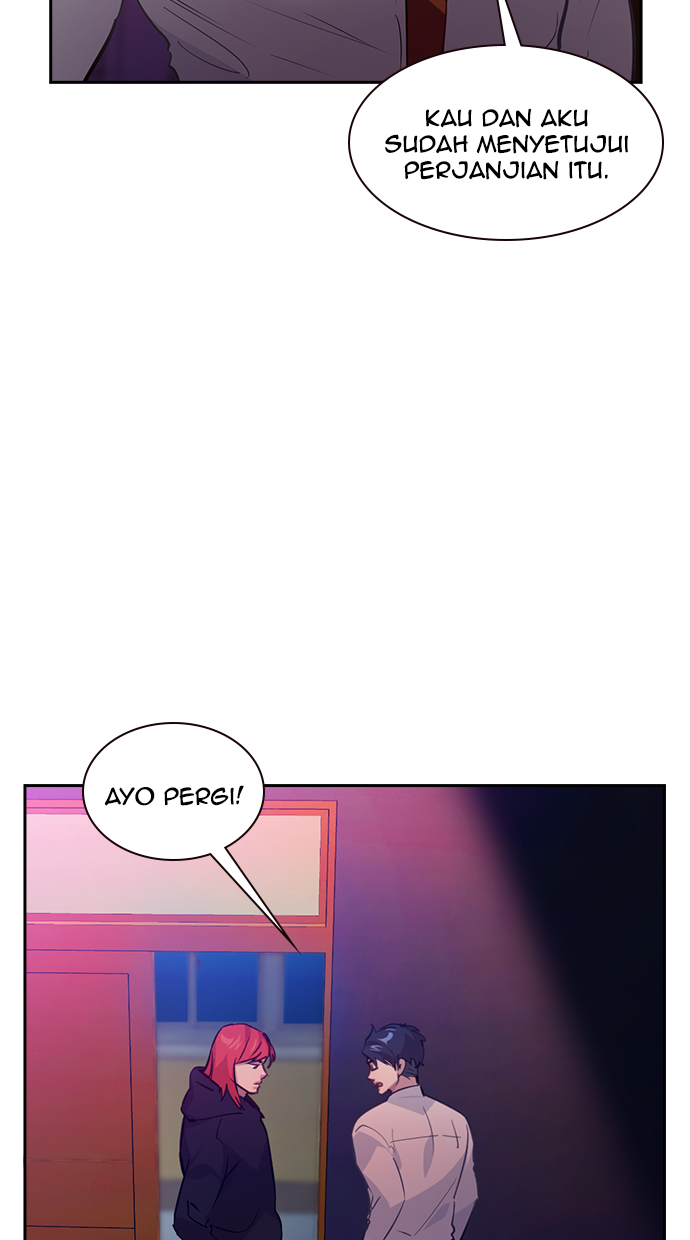 KAU DAN AKU
SUDAH MENYETUJUI
PERJANJIAN ITU.
AYO PERGI!